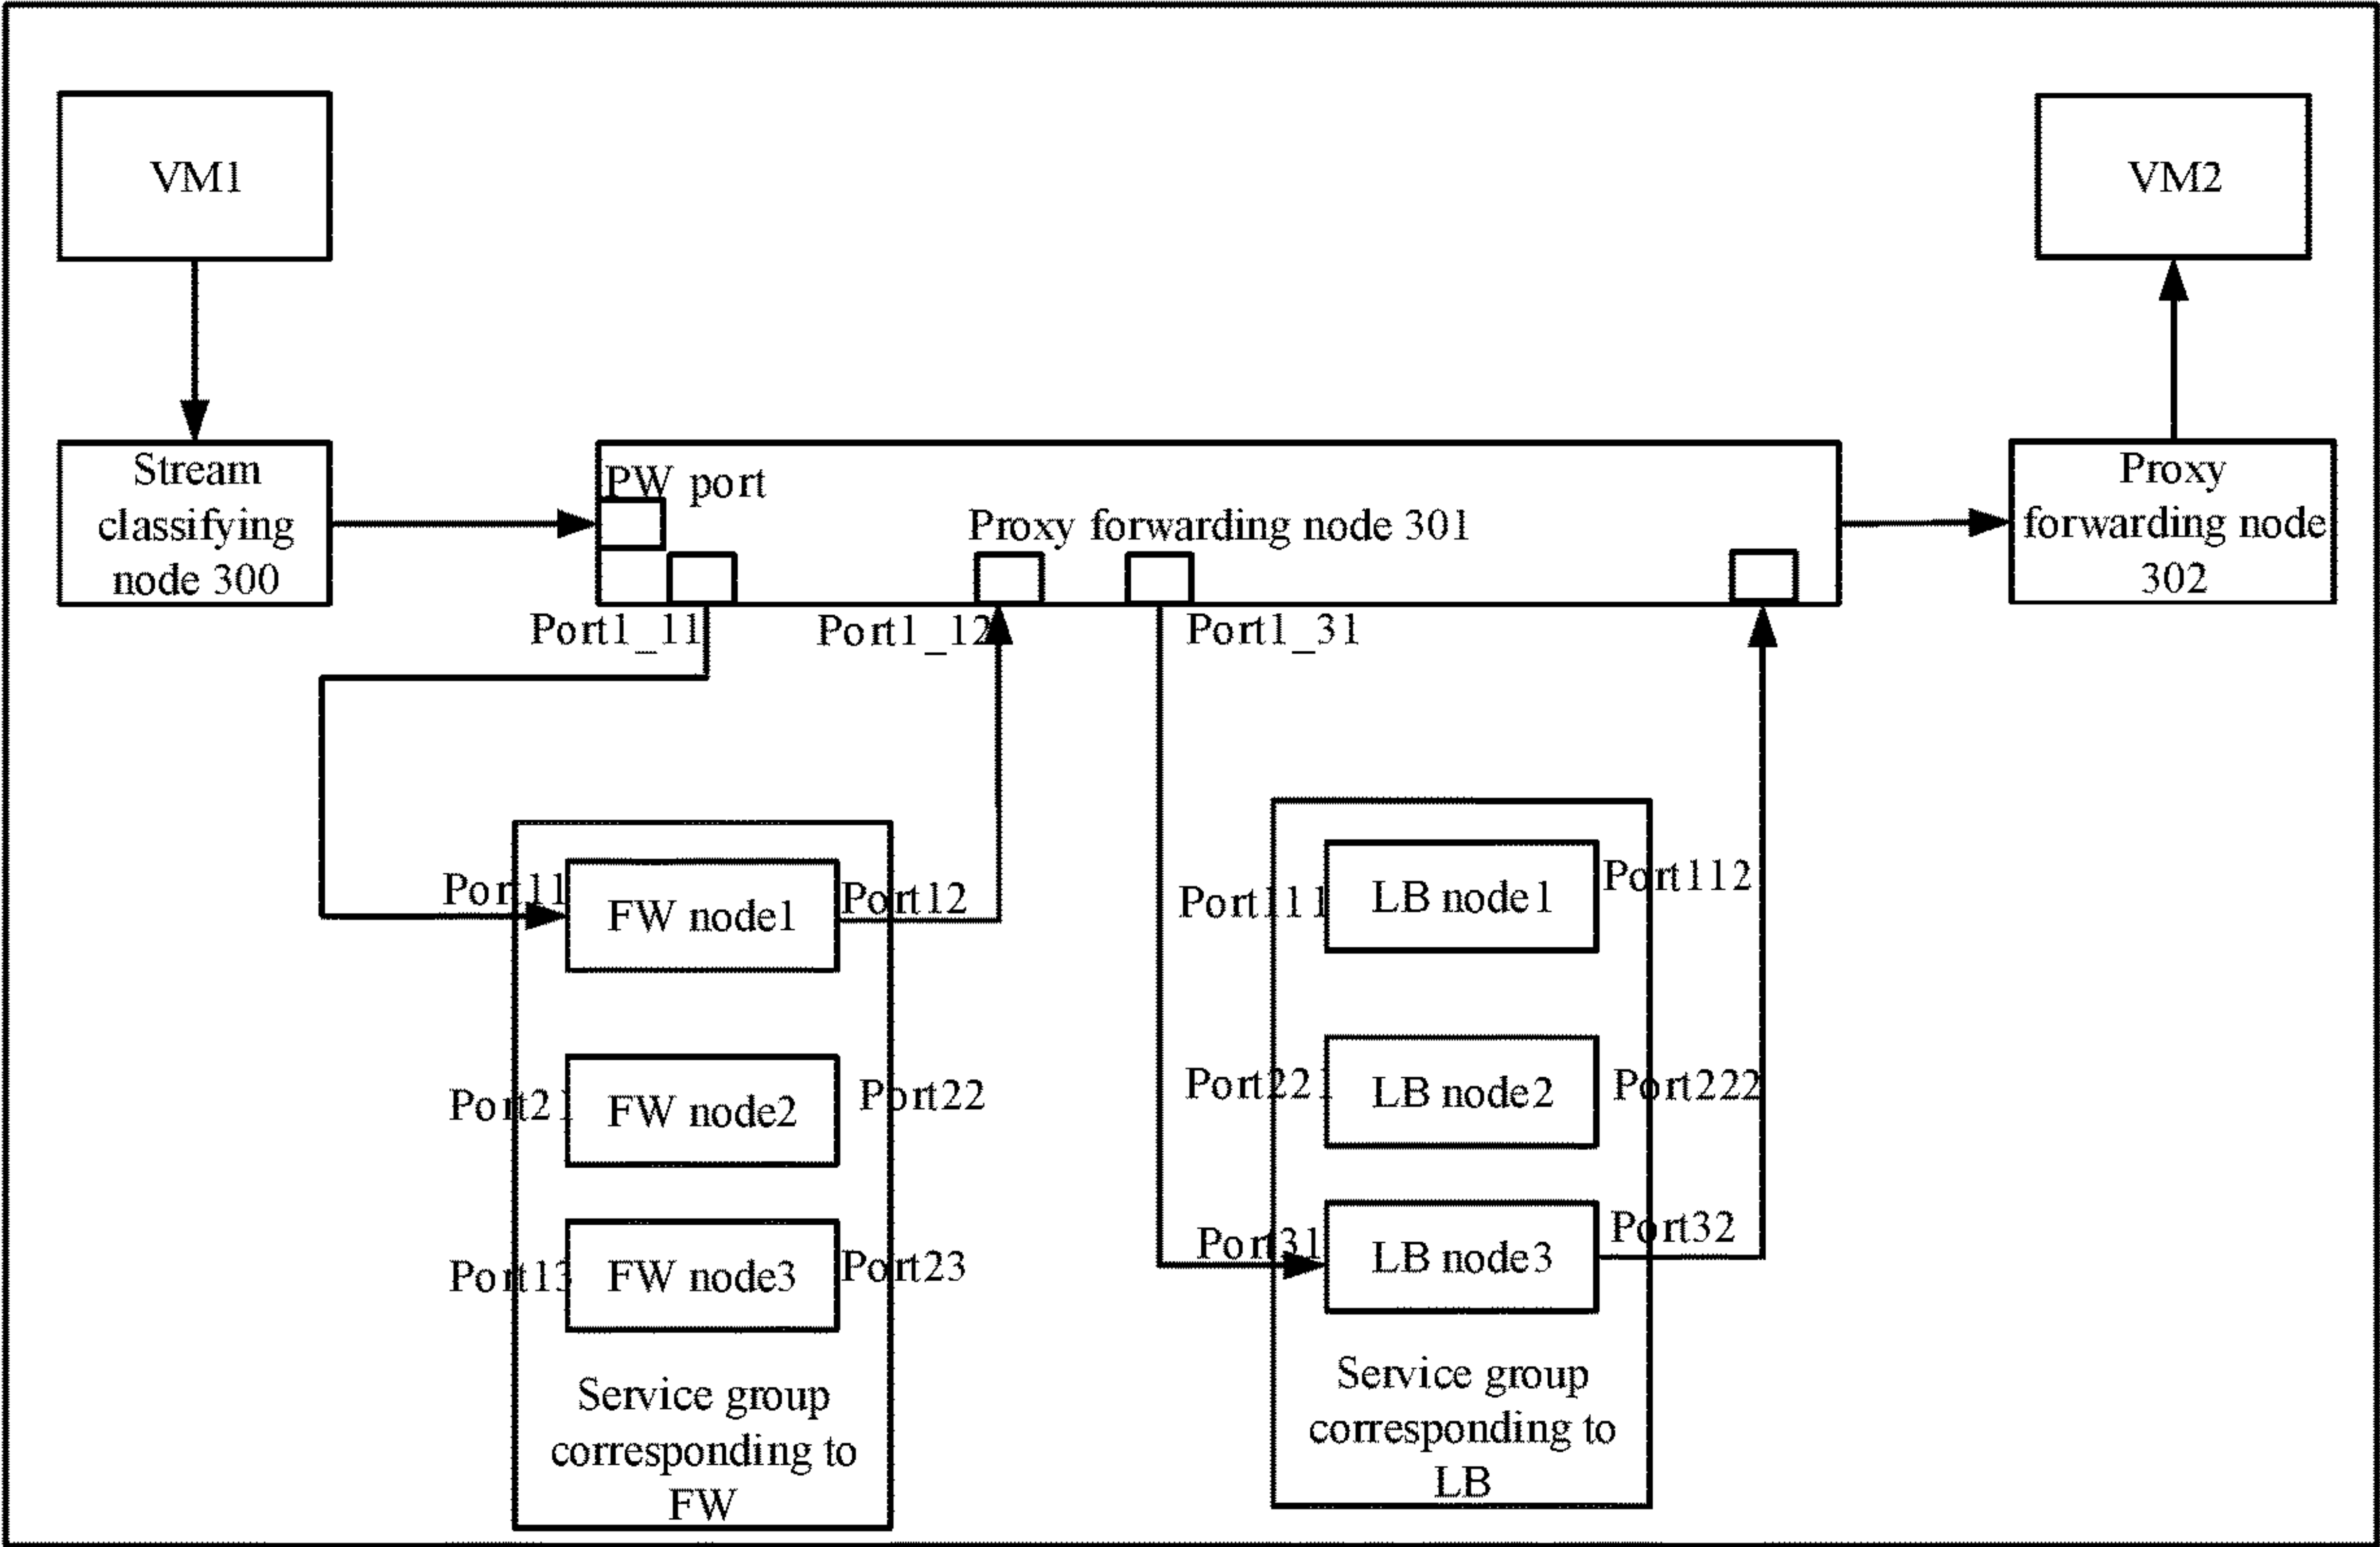 VM1
VM2
Stream
classifying
node 300
PW port
Proxy forwarding node 301
Proxy
forwarding node
302
Port1_11
Port1_12
Port1_31
Port11
FW node1
Port12
Port21
FW node2
Port22
Port13
FW node3
Port23
Service group
corresponding to
FW
Port111
LB node1
Port112
Port221
LB node2
Port222
Port31
LB node3
Port32
Service group
corresponding to
LB